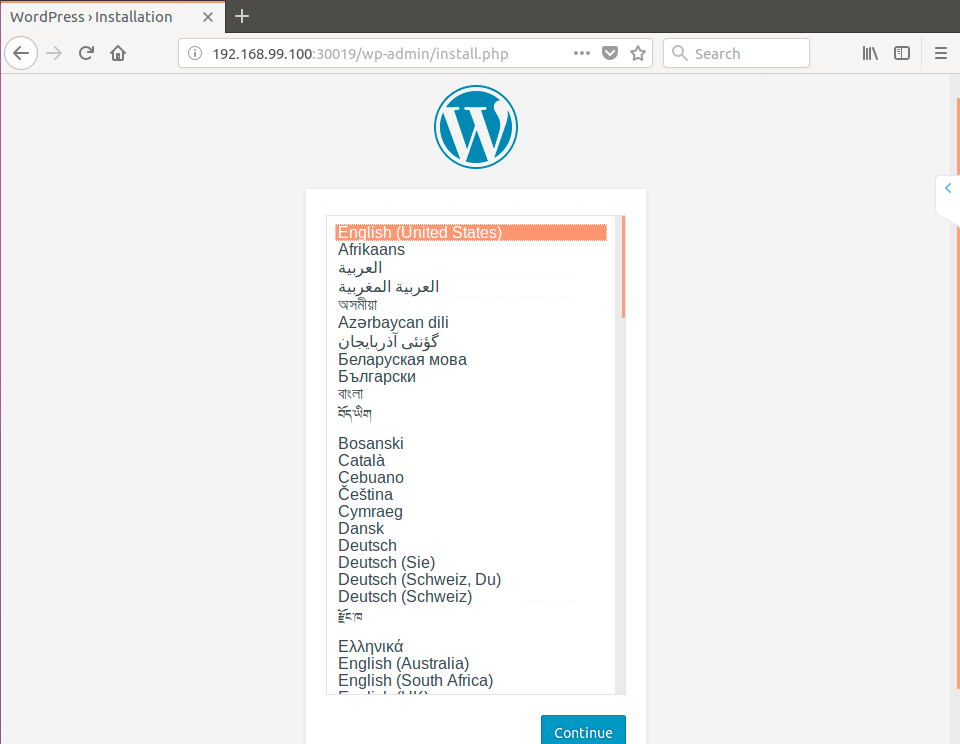 WordPress › Installation
192.168.99.100:30019/wp-admin/install.php
Search
English (United States)
Afrikaans
العربية
العربية المغربية
অসমীয়া
Azərbaycan dili
گؤنئی آذربایجان
Беларуская мова
Български
বাংলা
བོད་ཡིག
Bosanski
Català
Cebuano
Čeština
Cymraeg
Dansk
Deutsch
Deutsch (Sie)
Deutsch (Schweiz, Du)
Deutsch (Schweiz)
རྫོང་ཁ
Ελληνικά
English (Australia)
English (South Africa)
English (UK)
Continue